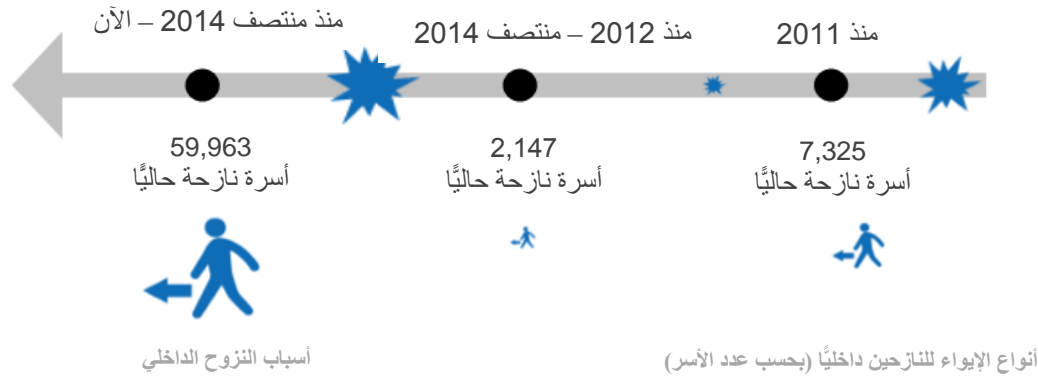 منذ 2011
منذ 2012 – منتصف 2014
منذ منتصف 2014 – الآن
7,325
أسرة نازحة حاليًّا
2,147
أسرة نازحة حاليًّا
59,963
أسرة نازحة حاليًّا
أنواع الإيواء للنازحين داخليًّا (بحسب عدد الأسر)
أسباب النزوح الداخلي